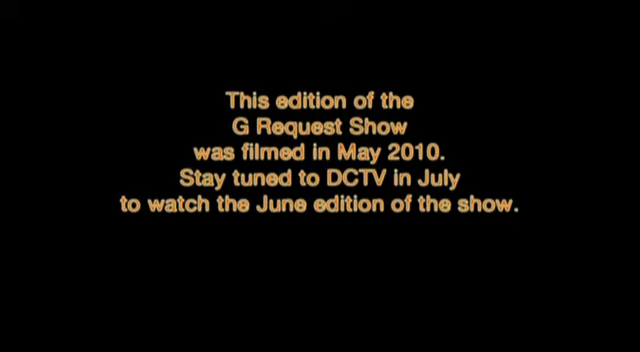 This edition of the
G Request Show
was filmed in May 2010.
Stay tuned to DCTV in July
to watch the June edition of the show.